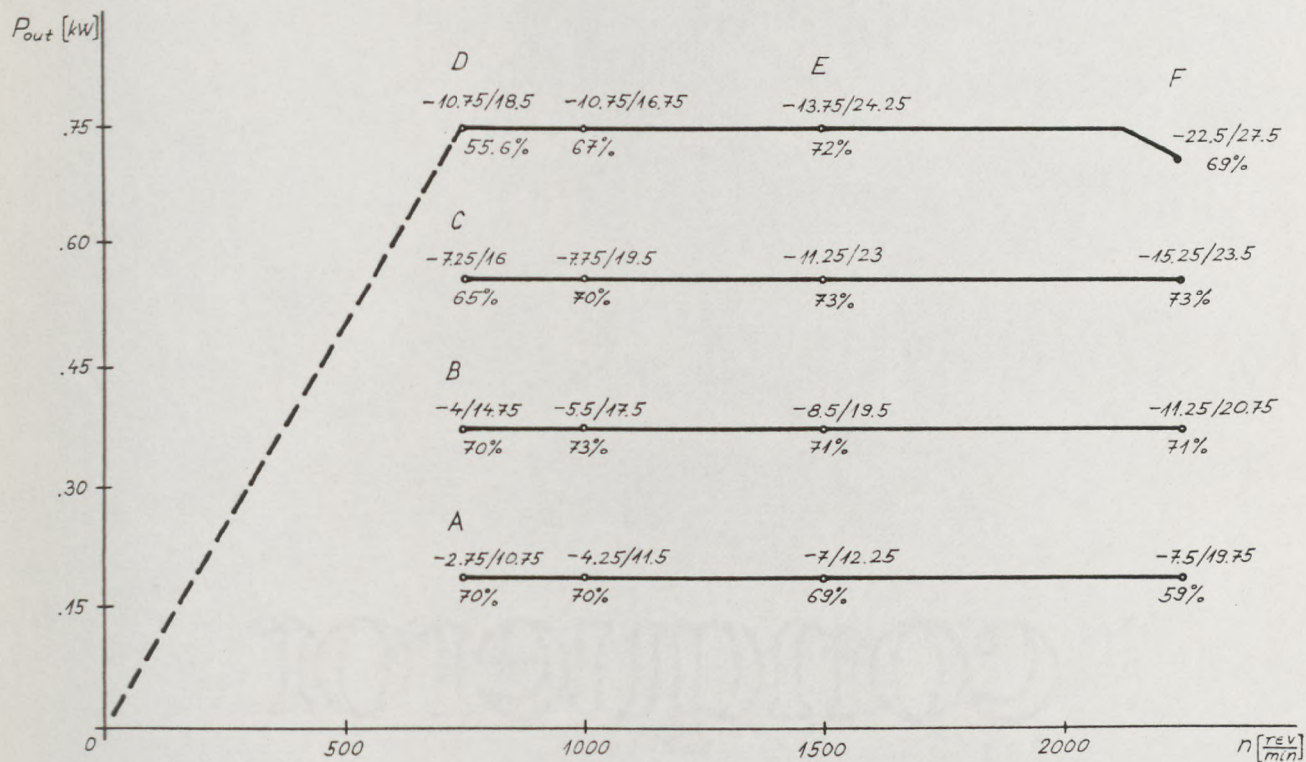 P_out [kW]
D E F
-10.75/18.5 -10.75/16.75 -13.75/24.25
.75
-22.5/27.5
55.6% 67% 72% 69%
C
.60
-7.25/16 -7.75/19.5 -11.25/23 -15.25/23.5
65% 70% 73% 73%
.45
B
-4/14.75 -5.5/17.5 -8.5/19.5 -11.25/20.75
70% 73% 71% 71%
.30
A
-2.75/10.75 -4.25/11.5 -7/12.25 -7.5/19.75
70% 70% 69% 59%
.15
0 500 1000 1500 2000 n [rev/min]